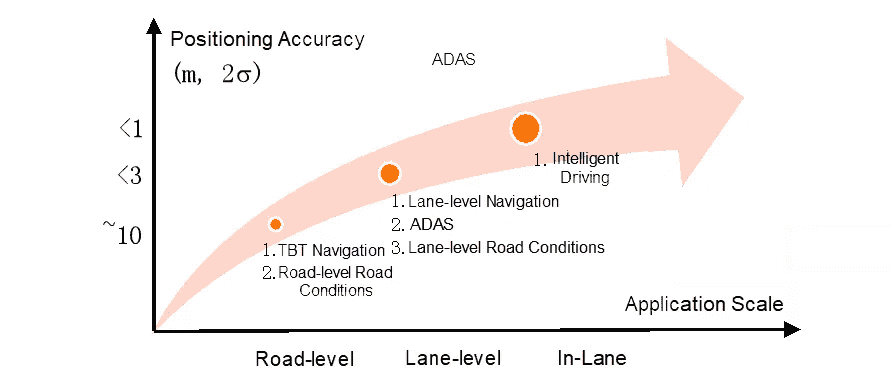 Positioning Accuracy
(m, 2σ)
ADAS
<1
<3
~10
1. Intelligent
Driving
1. Lane-level Navigation
2. ADAS
3. Lane-level Road Conditions
1. TBT Navigation
2. Road-level Road
Conditions
Application Scale
Road-level
Lane-level
In-Lane